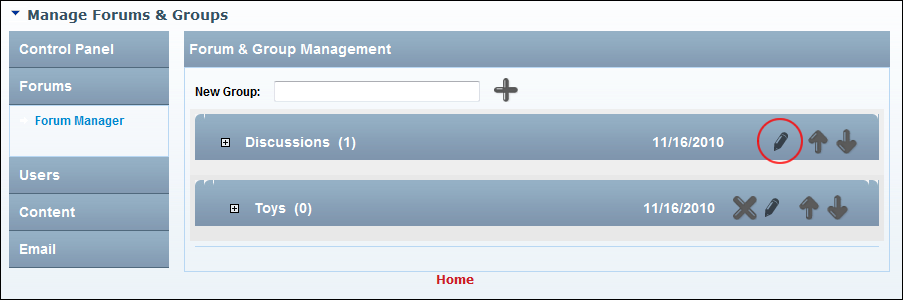 Manage Forums & Groups
Control Panel
Forums
Forum Manager
Users
Content
Email
Forum & Group Management
New Group:
Discussions (1) 11/16/2010
Toys (0) 11/16/2010
Home